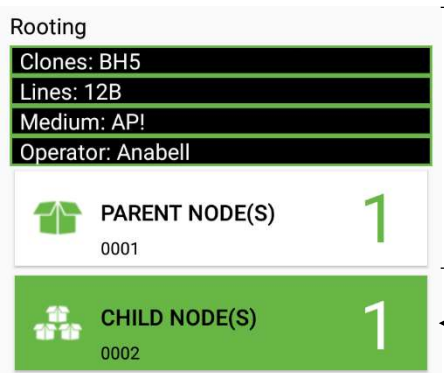 Rooting
Clones: BH5
Lines: 12B
Medium: AP!
Operator: Anabell
PARENT NODE(S) 1
0001
CHILD NODE(S) 1
0002